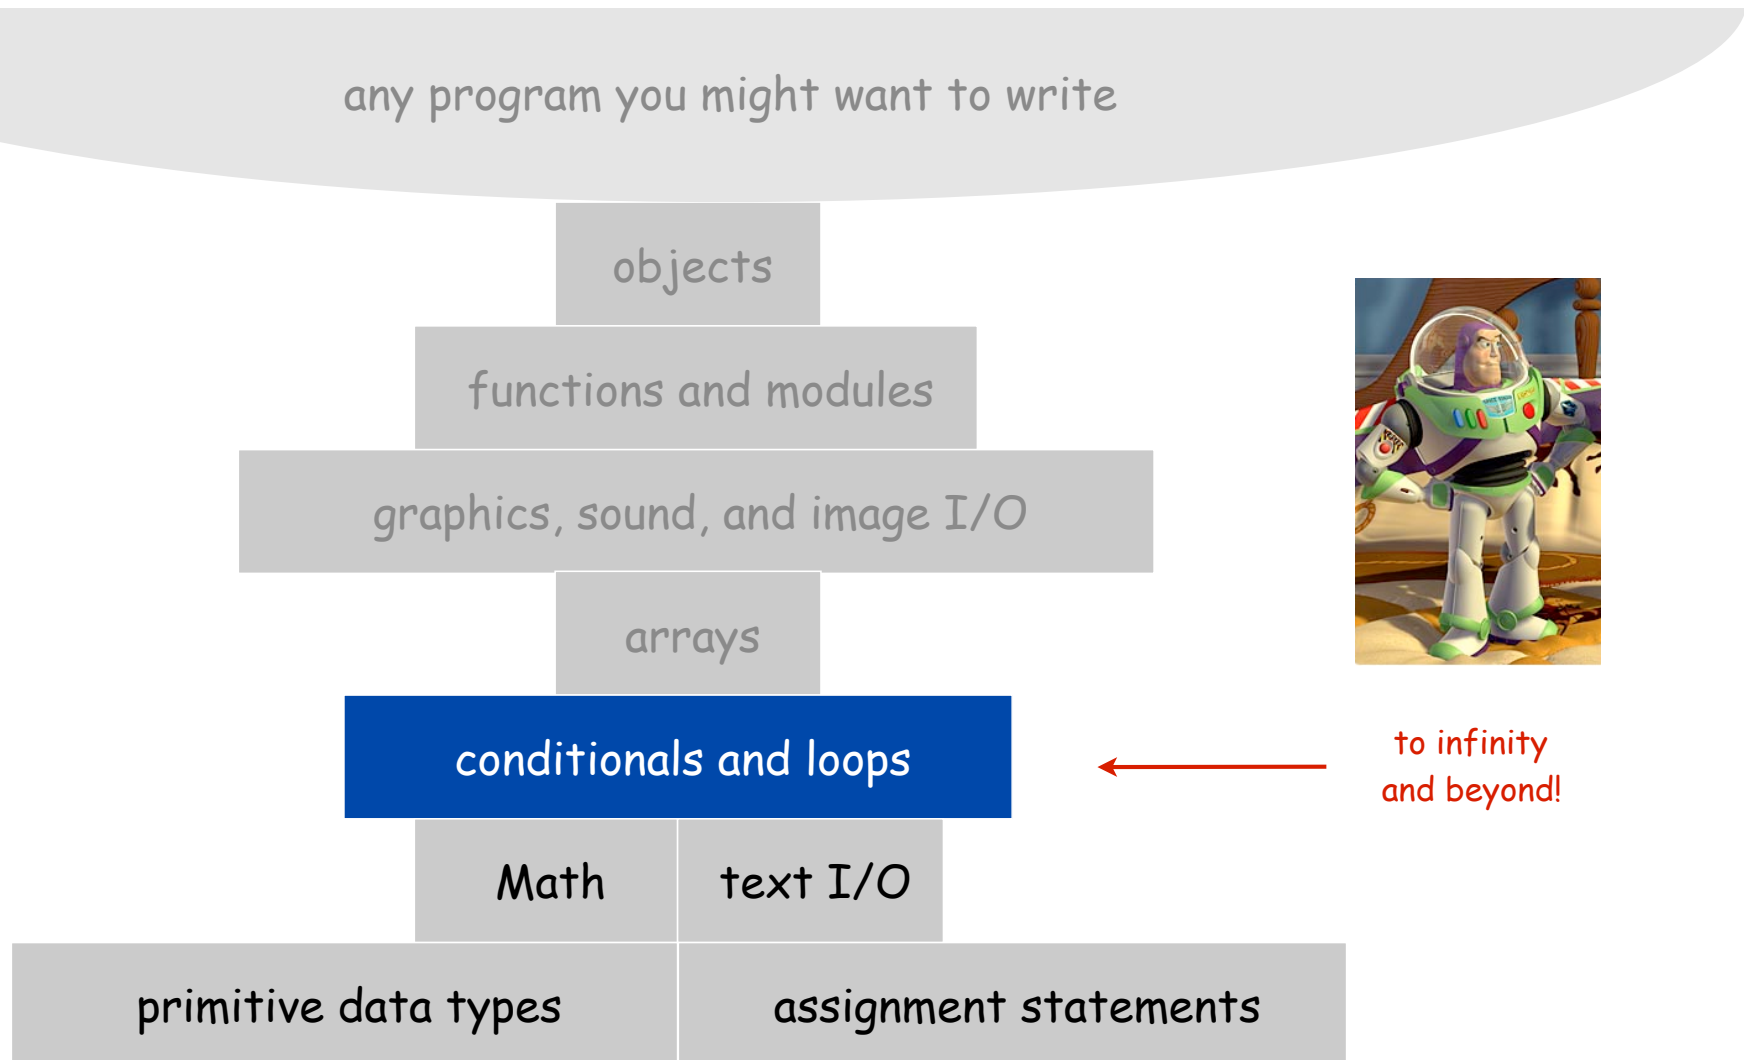 any program you might want to write
objects
functions and modules
graphics, sound, and image I/O
arrays
conditionals and loops
to infinity
and beyond!
Math
text I/O
primitive data types
assignment statements